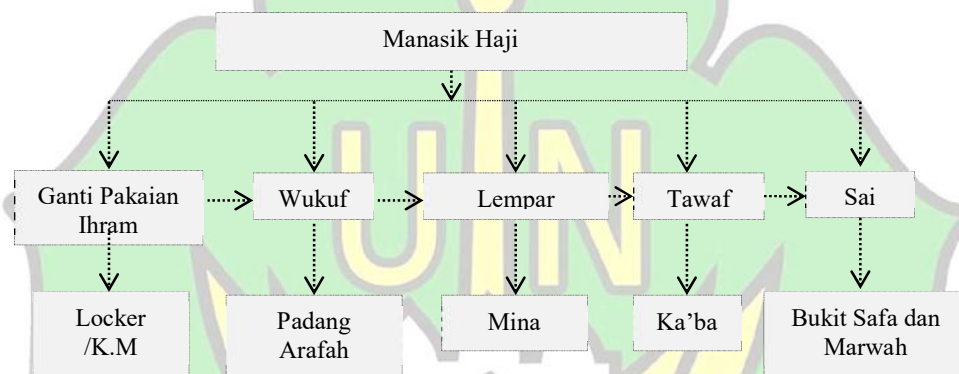 Manasik Haji
Ganti Pakaian
Ihram
Wukuf
Lempar
Tawaf
Sai
Locker
/K.M
Padang
Arafah
Mina
Ka’ba
Bukit Safa dan
Marwah
UIN